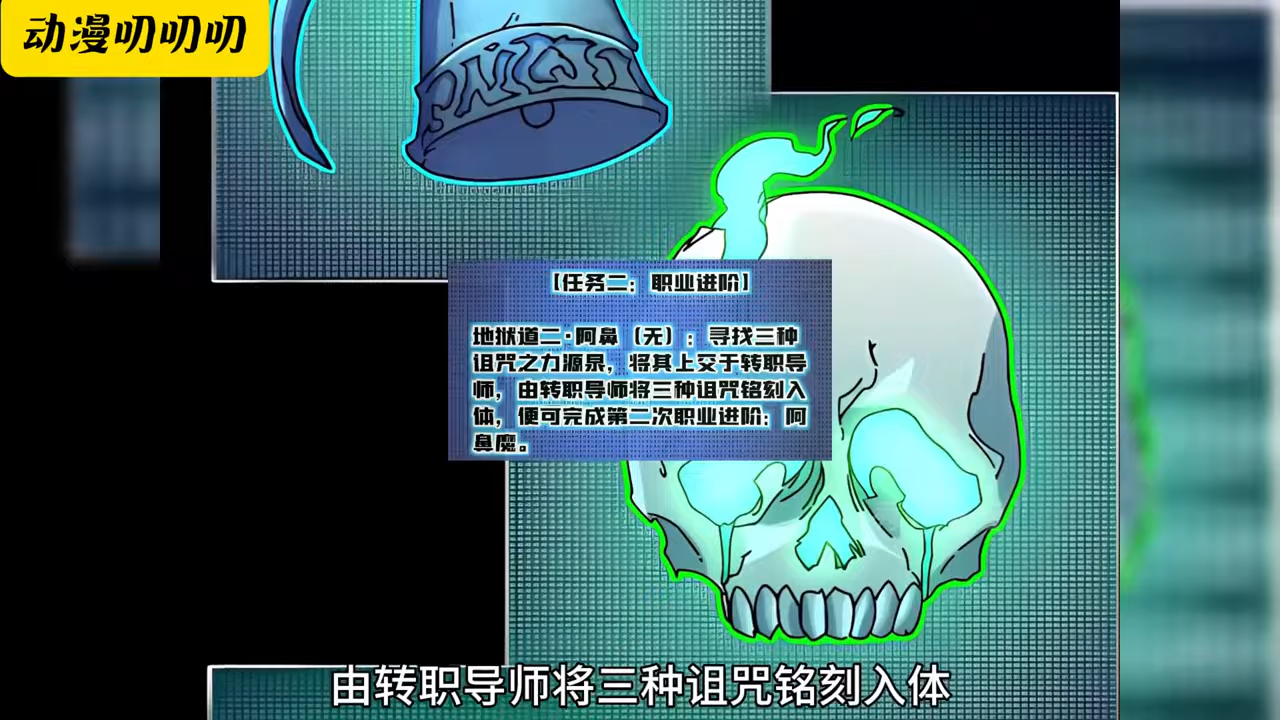 动漫叨叨叨
【任务二：职业进阶】
地狱道二·阿鼻（无）：寻找三种
诅咒之力源泉，将其上交于转职导
师，由转职导师将三种诅咒铭刻入
体，便可完成第二次职业进阶：阿
鼻魔。
由转职导师将三种诅咒铭刻入体